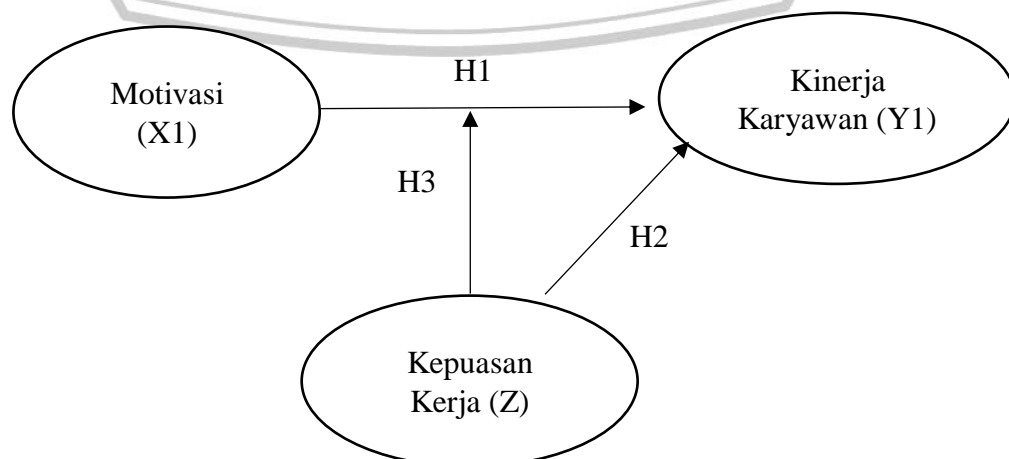 H1
Motivasi
(X1)
Kinerja
Karyawan (Y1)
H3
H2
Kepuasan
Kerja (Z)